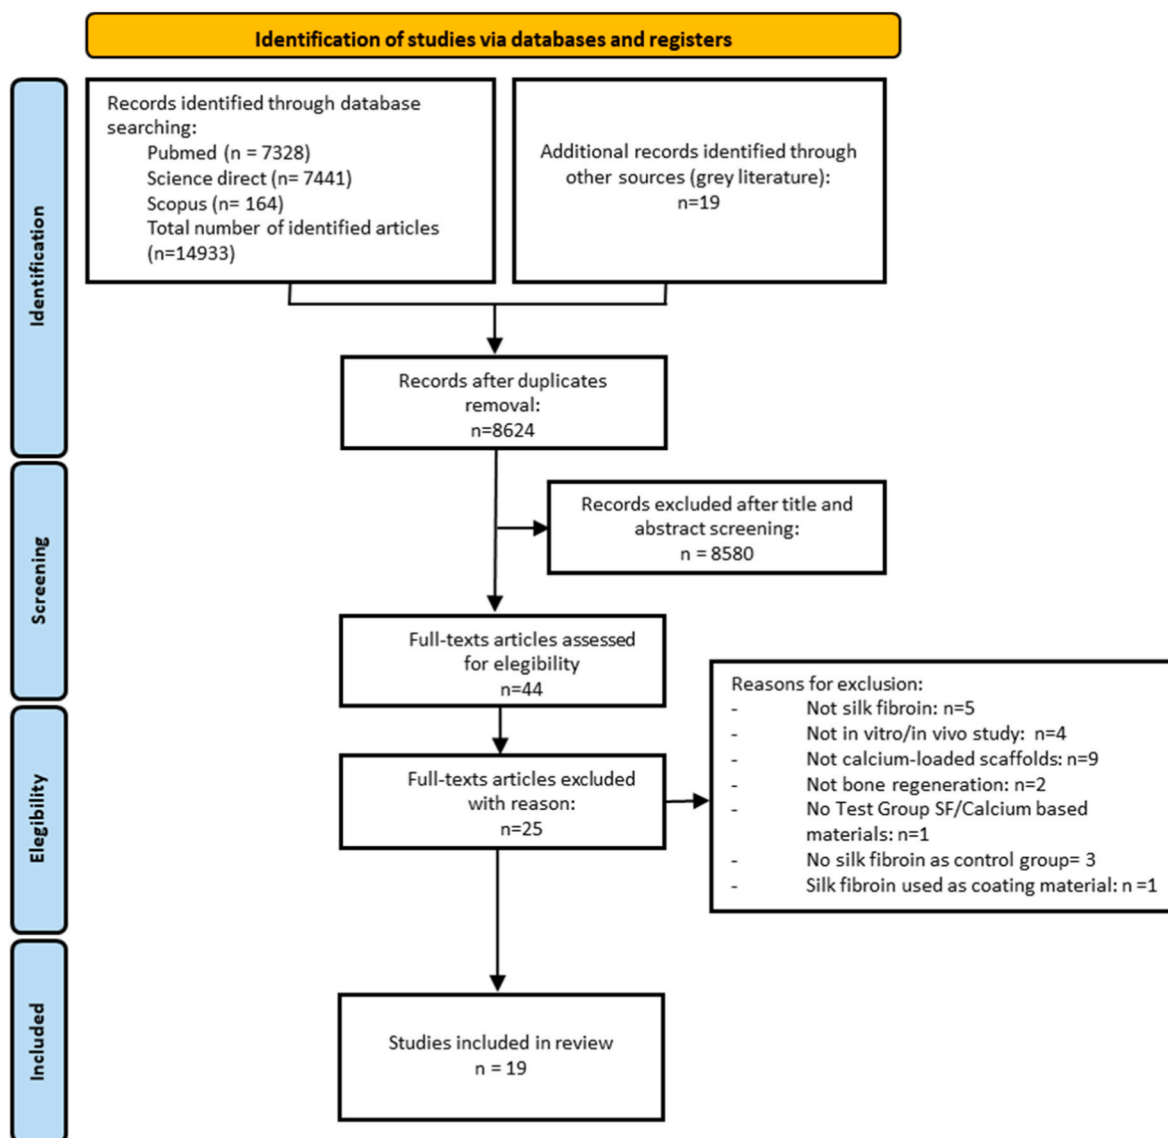 Identification of studies via databases and registers
Identification
Records identified through database
searching:
Pubmed (n = 7328)
Science direct (n= 7441)
Scopus (n= 164)
Total number of identified articles
(n=14933)
Additional records identified through
other sources (grey literature):
n=19
Records after duplicates
removal:
n=8624
Screening
Records excluded after title and
abstract screening:
n = 8580
Full-texts articles assessed
for elegibility
n=44
Elegibility
Full-texts articles excluded
with reason:
n=25
Reasons for exclusion:
- Not silk fibroin: n=5
- Not in vitro/in vivo study: n=4
- Not calcium-loaded scaffolds: n=9
- Not bone regeneration: n=2
- No Test Group SF/Calcium based
materials: n=1
- No silk fibroin as control group= 3
- Silk fibroin used as coating material: n =1
Included
Studies included in review
n = 19